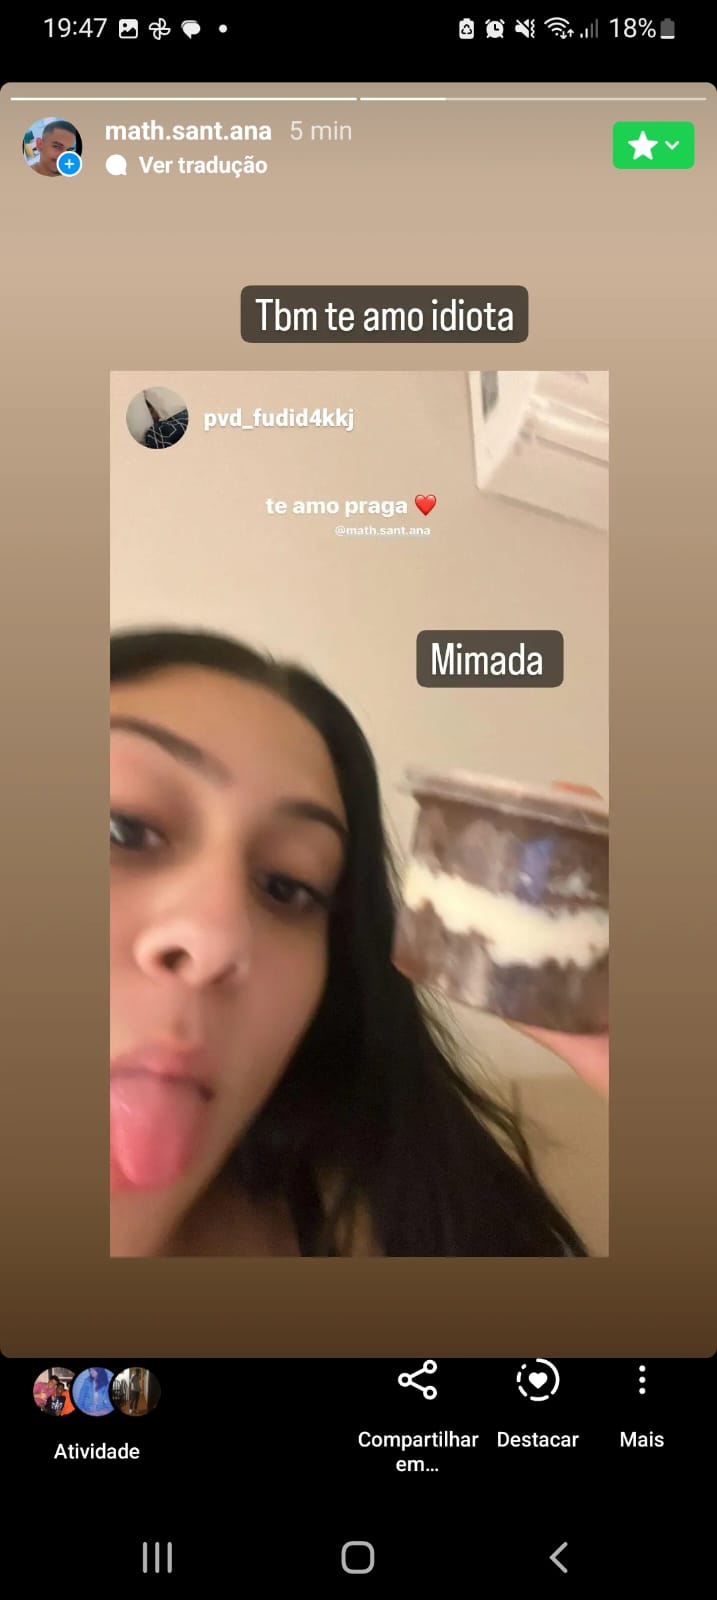 19:47
18%
math.sant.ana 5 min
Ver tradução
Tbm te amo idiota
pvd_fudid4kkj
te amo praga ❤️
@math.sant.ana
Mimada
Atividade
Compartilhar
em...
Destacar
Mais